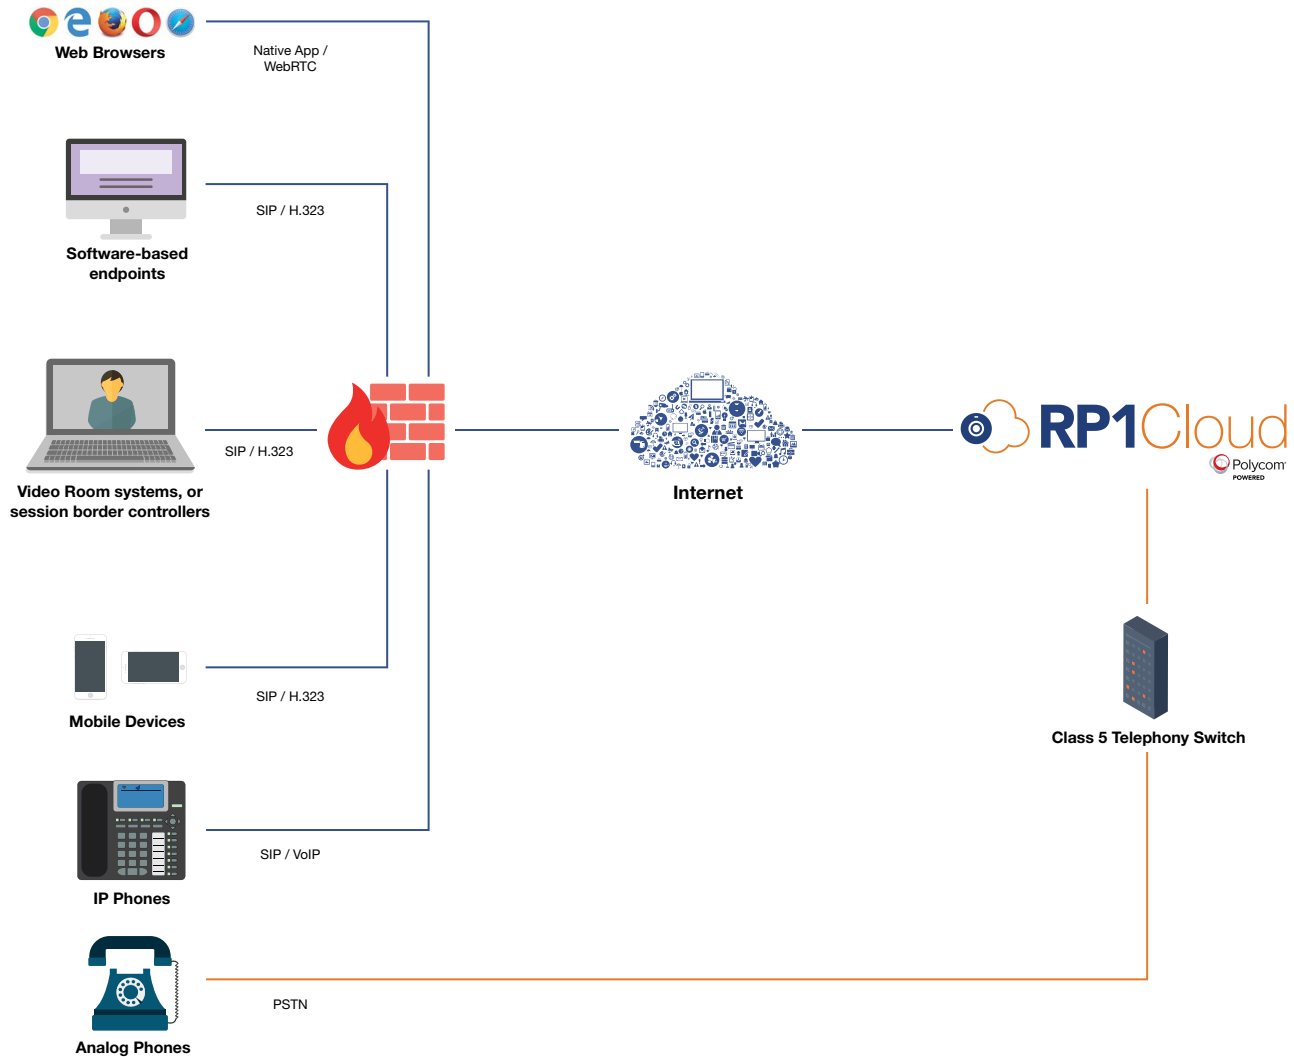 Web Browsers
Native App /
WebRTC
SIP / H.323
Software-based
endpoints
SIP / H.323
Video Room systems, or
session border controllers
Internet
RP1Cloud
Polycom
POWERED
SIP / H.323
Mobile Devices
Class 5 Telephony Switch
SIP / VoIP
IP Phones
PSTN
Analog Phones